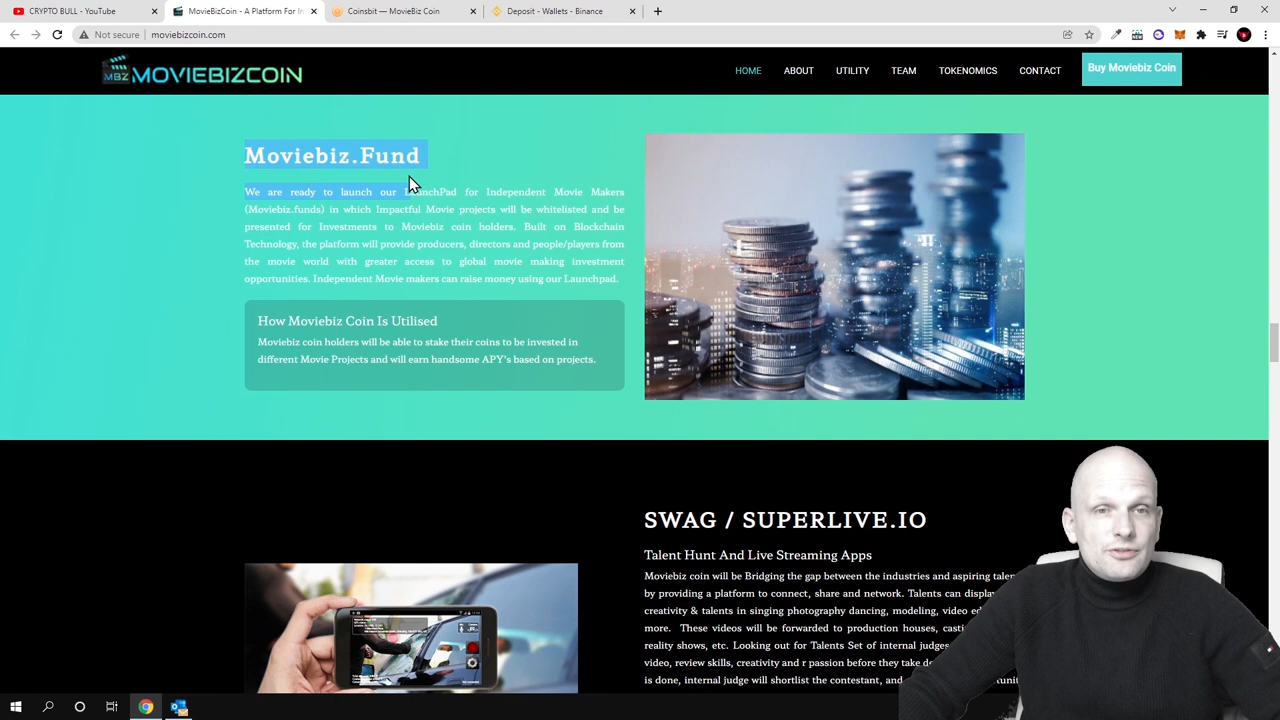 CRYPTO BULL - YouTube
MovieBizCoin - A Platform For In
Coinsbit — MovieBiz Coin
Deposit - Wallets - Binance
Not secure
moviebizcoin.com
MBZ MOVIEBIZCOIN
HOME
ABOUT
UTILITY
TEAM
TOKENOMICS
CONTACT
Buy Moviebiz Coin
Moviebiz.Fund
We are ready to launch our LaunchPad for Independent Movie Makers
(Moviebiz.funds) in which Impactful Movie projects will be whitelisted and be
presented for Investments to Moviebiz coin holders. Built on Blockchain
Technology, the platform will provide producers, directors and people/players from
the movie world with greater access to global movie making investment
opportunities. Independent Movie makers can raise money using our Launchpad.
How Moviebiz Coin Is Utilised
Moviebiz coin holders will be able to stake their coins to be invested in
different Movie Projects and will earn handsome APY's based on projects.
SWAG / SUPERLIVE.IO
Talent Hunt And Live Streaming Apps
Moviebiz coin will be Bridging the gap between the industries and aspiring
by providing a platform to connect, share and network. Talents can
creativity & talents in singing photography dancing, modeling, video
more. These videos will be forwarded to production houses,
reality shows, etc. Looking out for Talents Set of internal judges
video, review skills, creativity and r passion before they take
is done, internal judge will shortlist the contestant, and